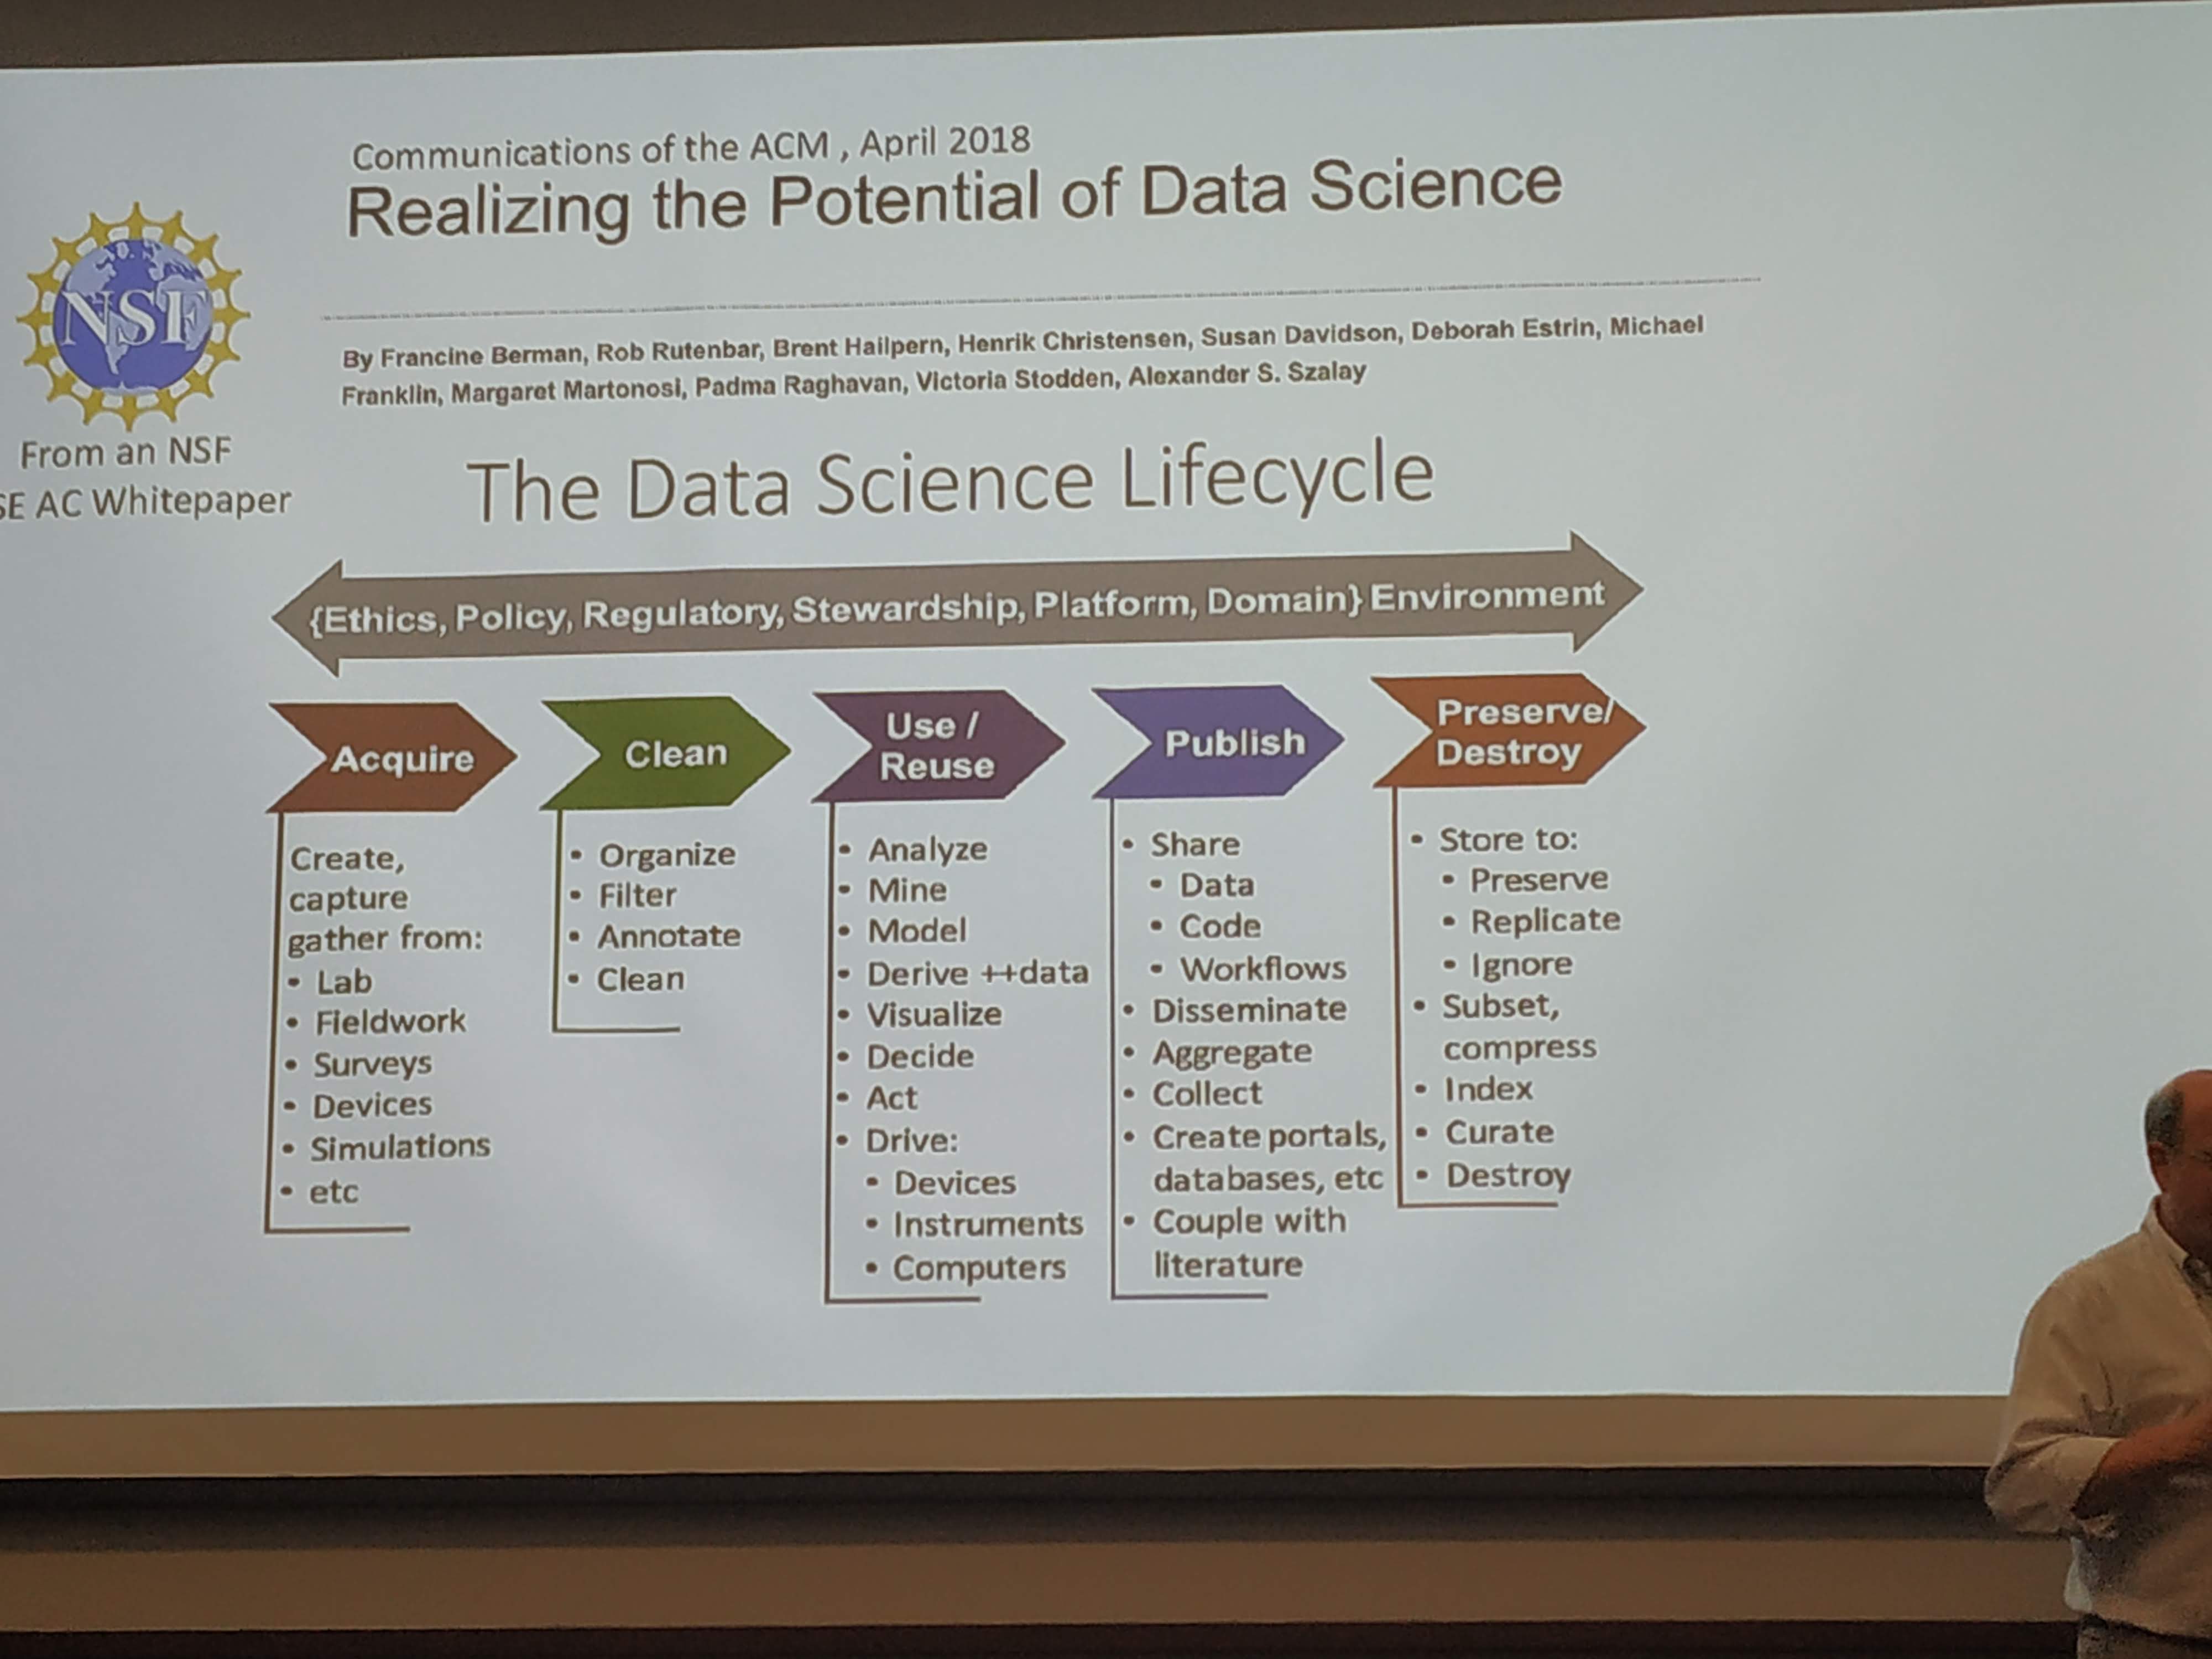 Communications of the ACM , April 2018
Realizing the Potential of Data Science
NSF
By Francine Berman, Rob Rutenbar, Brent Hailpern, Henrik Christensen, Susan Davidson, Deborah Estrin, Michael
Franklin, Margaret Martonosi, Padma Raghavan, Victoria Stodden, Alexander S. Szalay
From an NSF
SE AC Whitepaper
The Data Science Lifecycle
{Ethics, Policy, Regulatory, Stewardship, Platform, Domain} Environment
Acquire
Create,
capture
gather from:
• Lab
• Fieldwork
• Surveys
• Devices
• Simulations
• etc
Clean
• Organize
• Filter
• Annotate
• Clean
Use /
Reuse
• Analyze
• Mine
• Model
• Derive ++data
• Visualize
• Decide
• Act
• Drive:
• Devices
• Instruments
• Computers
Publish
• Share
• Data
• Code
• Workflows
• Disseminate
• Aggregate
• Collect
• Create portals,
databases, etc
• Couple with
literature
Preserve/
Destroy
• Store to:
• Preserve
• Replicate
• Ignore
• Subset,
compress
• Index
• Curate
• Destroy